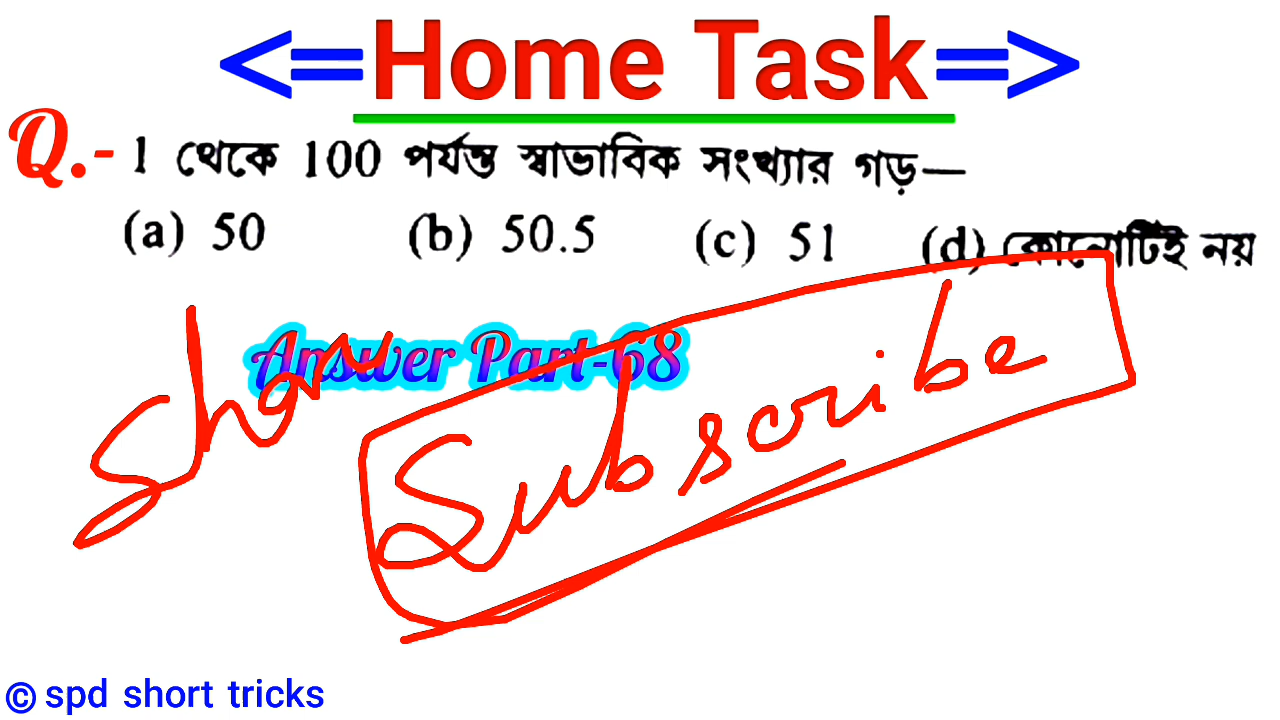 <=Home Task=>
Q.- 1 থেকে 100 পর্যন্ত স্বাভাবিক সংখ্যার গড়—
(a) 50 (b) 50.5 (c) 51 (d) কোনোটিই নয়
Answer Part-68
Share
Subscribe
© spd short tricks